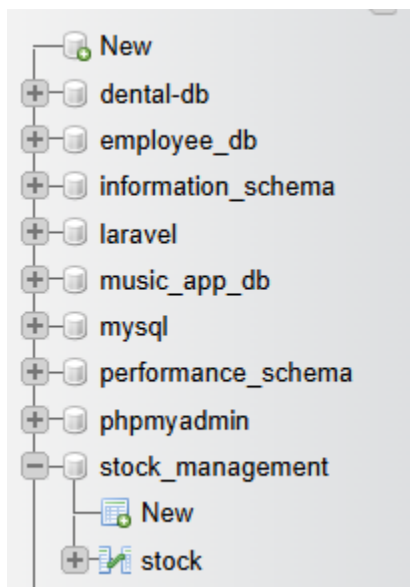 New
dental-db
employee_db
information_schema
laravel
music_app_db
mysql
performance_schema
phpmyadmin
stock_management
New
stock